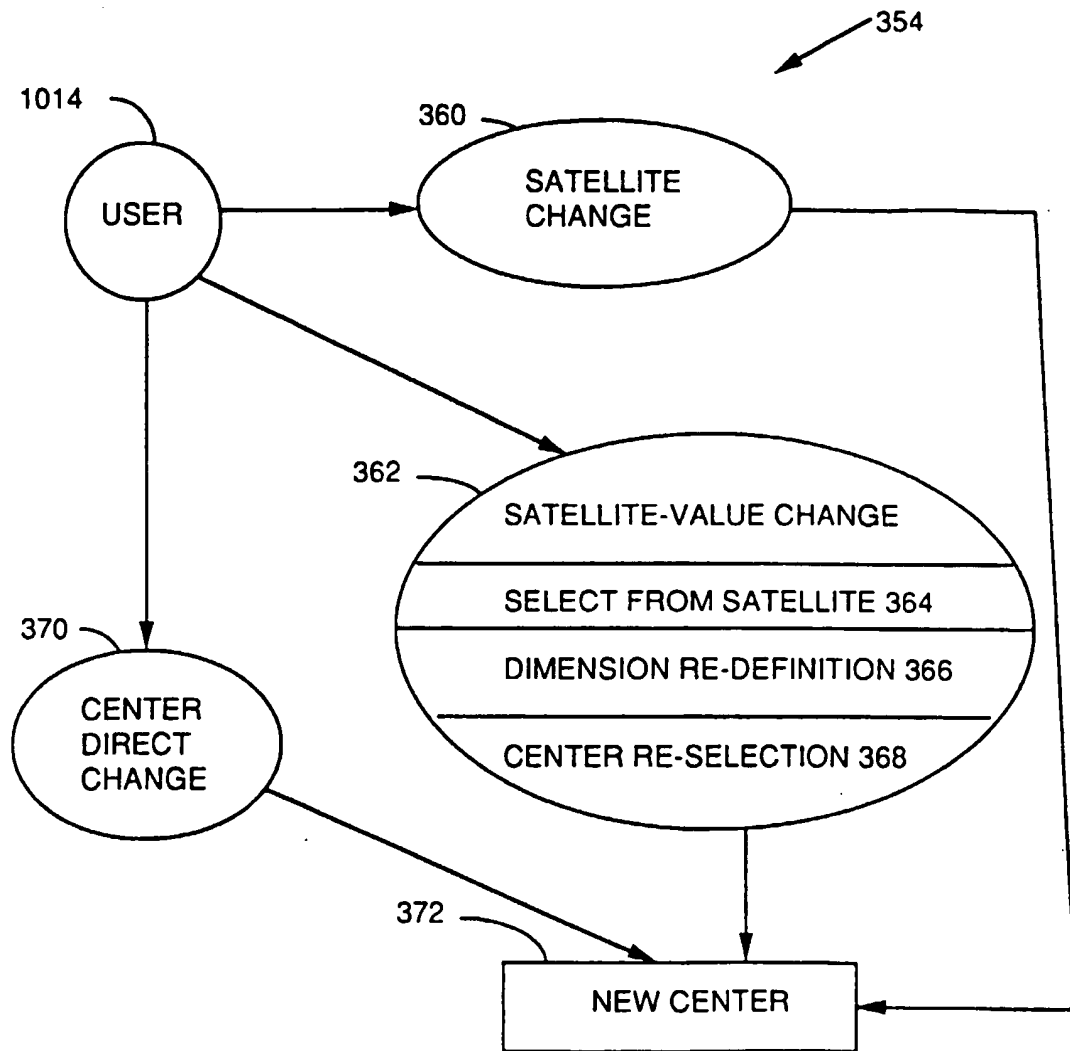 354
1014
360
USER
SATELLITE
CHANGE
362
SATELLITE-VALUE CHANGE
SELECT FROM SATELLITE 364
DIMENSION RE-DEFINITION 366
CENTER RE-SELECTION 368
370
CENTER
DIRECT
CHANGE
372
NEW CENTER